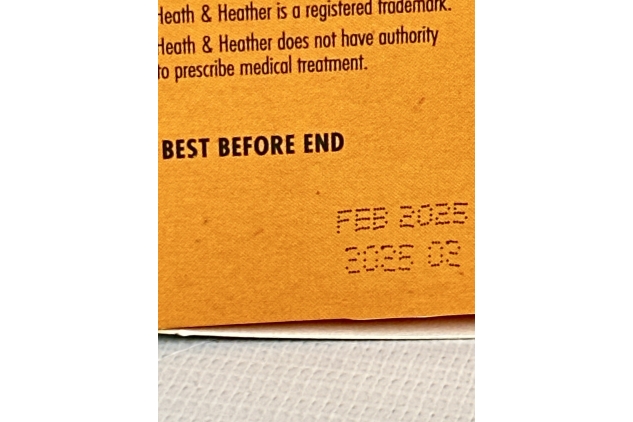 Heath & Heather is a registered trademark.
Heath & Heather does not have authority
to prescribe medical treatment.
BEST BEFORE END
FEB 2025
2025 02